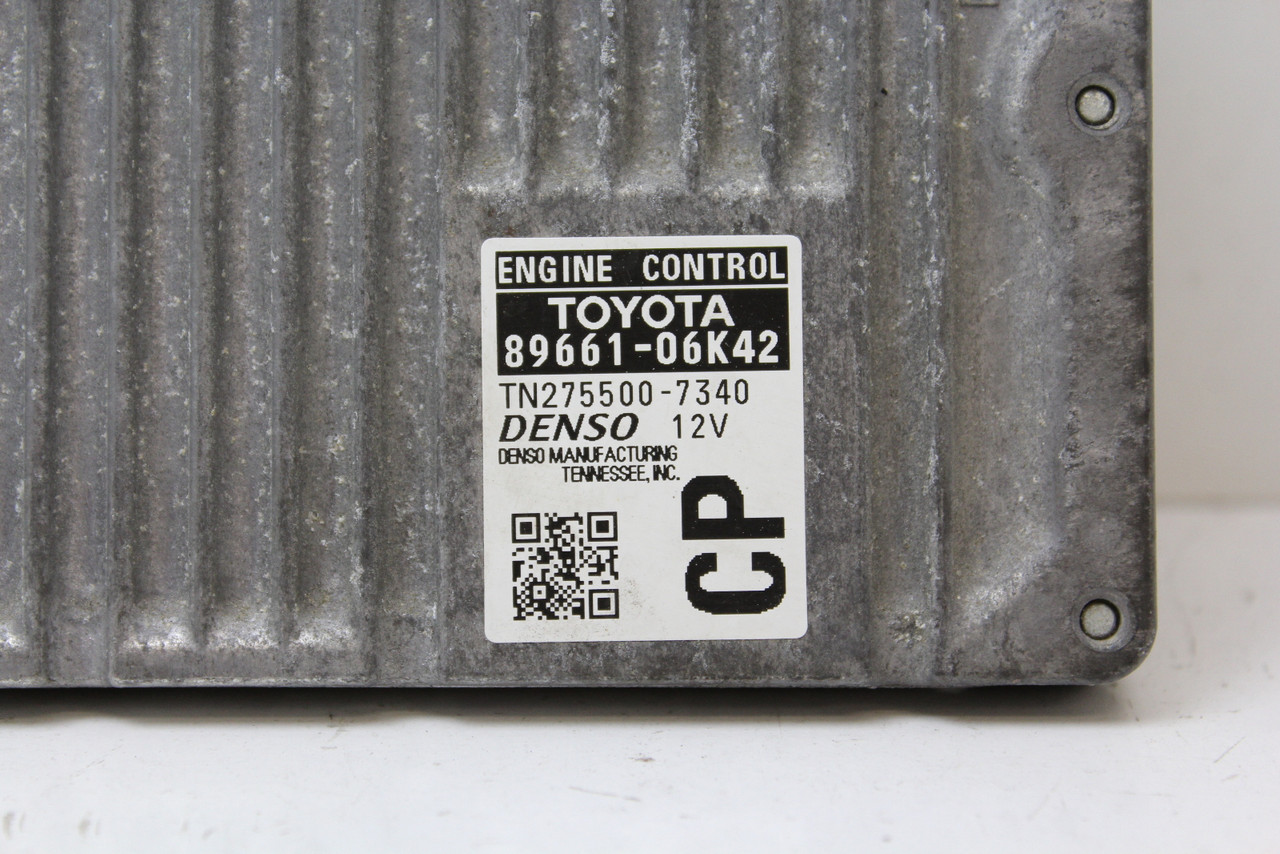 ENGINE CONTROL
TOYOTA
89661-06K42
TN275500-7340
DENSO 12V
DENSO MANUFACTURING
TENNESSEE, INC.
CP